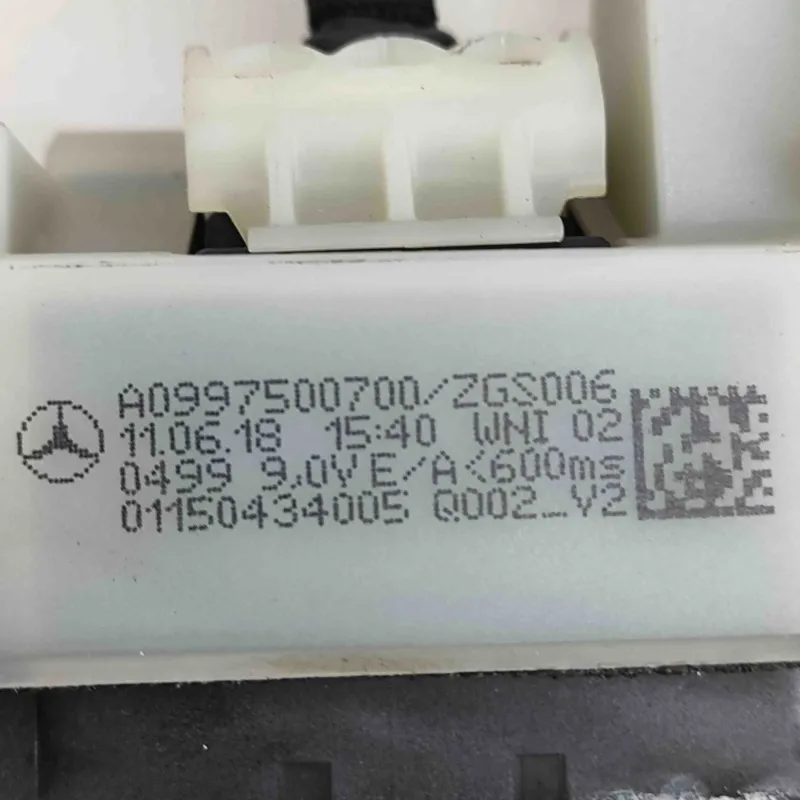 A0997500700/ZGS006
11.06.18 15:40 WNI 02
0499 9.0V E/A<600ms
01150434005 Q002_V2